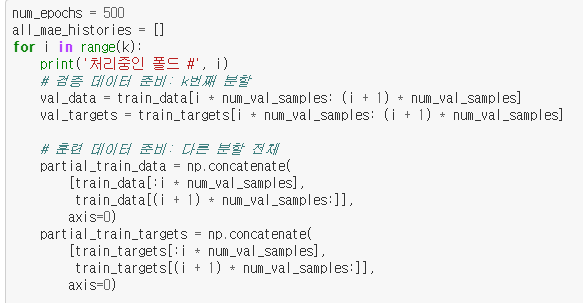 num_epochs = 500
all_mae_histories = []
for i in range(k):
    print('처리중인 폴드 #', i)
    # 검증 데이터 준비: k번째 분할
    val_data = train_data[i * num_val_samples: (i + 1) * num_val_samples]
    val_targets = train_targets[i * num_val_samples: (i + 1) * num_val_samples]

    # 훈련 데이터 준비: 다른 분할 전체
    partial_train_data = np.concatenate(
        [train_data[:i * num_val_samples],
         train_data[(i + 1) * num_val_samples:]],
        axis=0)
    partial_train_targets = np.concatenate(
        [train_targets[:i * num_val_samples],
         train_targets[(i + 1) * num_val_samples:]],
        axis=0)